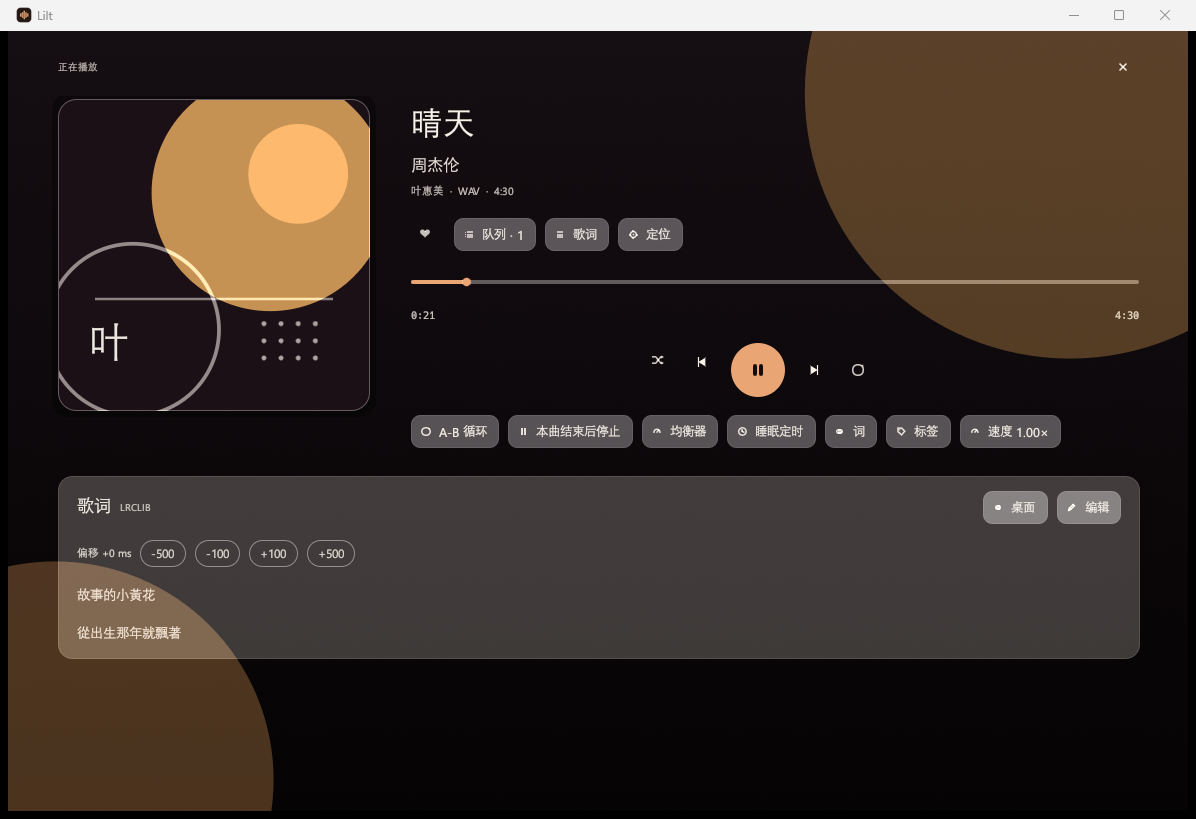 Lilt
正在播放
晴天
周杰伦
叶惠美 · WAV · 4:30
队列 · 1 歌词 定位
0:21 4:30
叶
A-B 循环 本曲结束后停止 均衡器 睡眠定时 词 标签 速度 1.00×
歌词 LRCLIB 桌面 编辑
偏移 +0 ms -500 -100 +100 +500
故事的小黃花
從出生那年就飄著